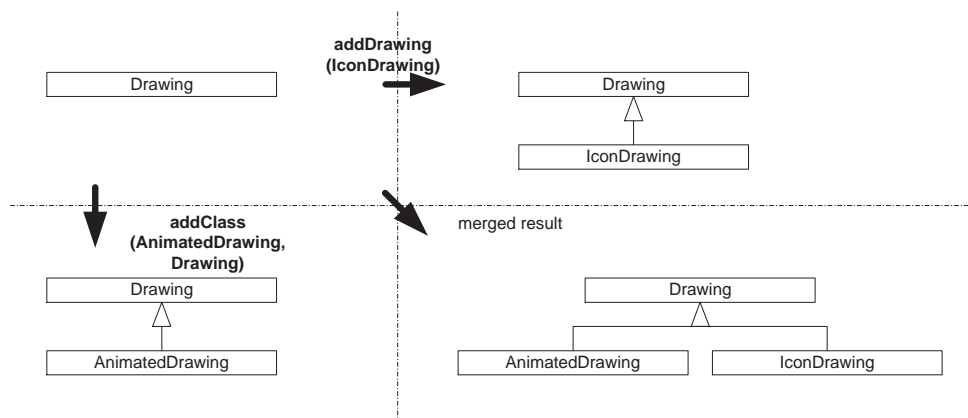 addDrawing
(IconDrawing)
Drawing
Drawing
IconDrawing
addClass
(AnimatedDrawing,
Drawing)
merged result
Drawing
Drawing
AnimatedDrawing
AnimatedDrawing
IconDrawing